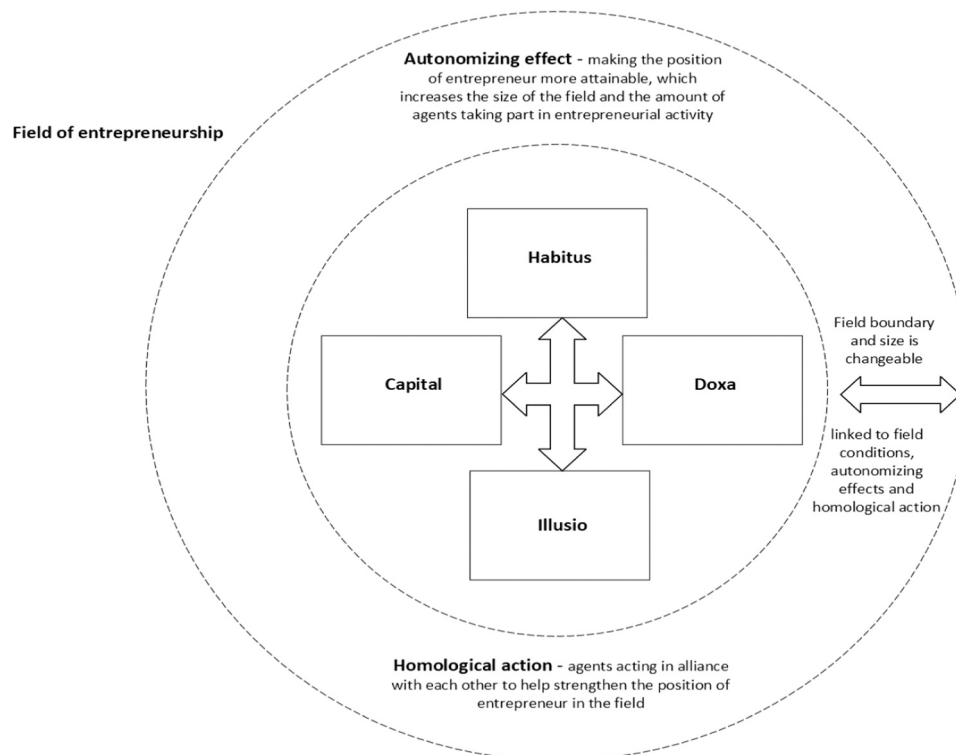 Autonomizing effect - making the position
of entrepreneur more attainable, which
increases the size of the field and the amount of
agents taking part in entrepreneurial activity
Field of entrepreneurship
Habitus
Capital
Doxa
Illusio
Field boundary
and size is
changeable
linked to field
conditions,
autonomizing
effects and
homological action
Homological action - agents acting in alliance
with each other to help strengthen the position of
entrepreneur in the field